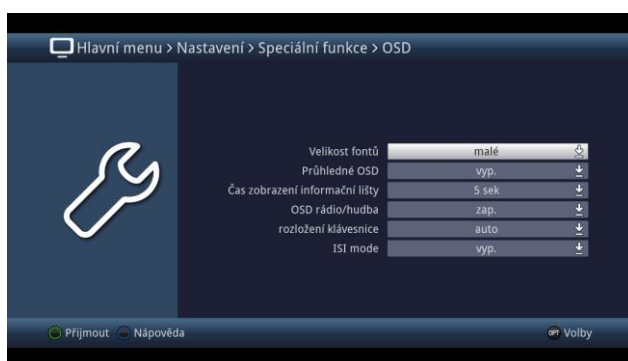 Hlavní menu > Nastavení > Speciální funkce > OSD
Velikost fontů malé
Průhledné OSD vyp.
Čas zobrazení informační lišty 5 sek
OSD rádio/hudba zap.
rozložení klávesnice auto
ISI mode vyp.
Přijmout Nápověda OPT Volby